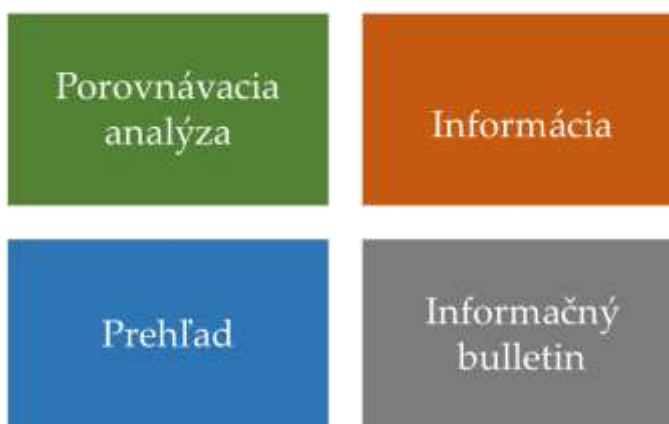 Porovnávacia
analýza
Informácia
Prehľad
Informačný
bulletin